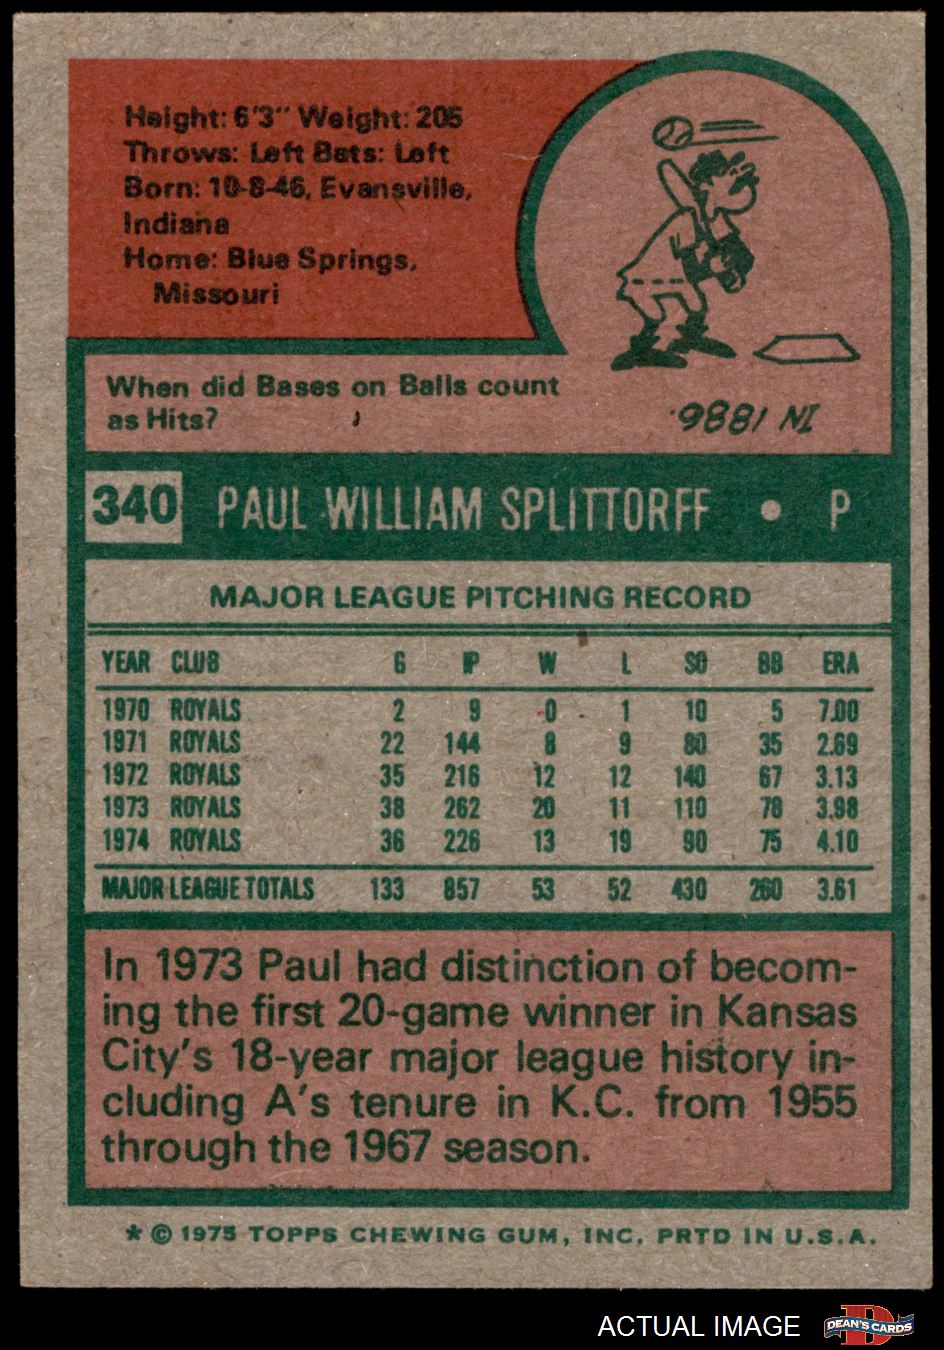 Height: 6'3" Weight: 205
Throws: Left Bats: Left
Born: 10-8-46, Evansville,
Indiana
Home: Blue Springs,
Missouri
When did Bases on Balls count
as Hits?
IN 1886.
340 PAUL WILLIAM SPLITTORFF • P
MAJOR LEAGUE PITCHING RECORD
YEAR CLUB G IP W L SO BB ERA
1970 ROYALS 2 9 0 1 10 5 7.00
1971 ROYALS 22 144 8 9 80 35 2.69
1972 ROYALS 35 216 12 12 140 67 3.13
1973 ROYALS 38 262 20 11 110 78 3.98
1974 ROYALS 36 226 13 19 90 75 4.10
MAJOR LEAGUE TOTALS 133 857 53 52 430 260 3.61
In 1973 Paul had distinction of becom-
ing the first 20-game winner in Kansas
City's 18-year major league history in-
cluding A's tenure in K.C. from 1955
through the 1967 season.
* © 1975 TOPPS CHEWING GUM, INC. PRTD IN U.S.A.
ACTUAL IMAGE DEAN'S CARDS